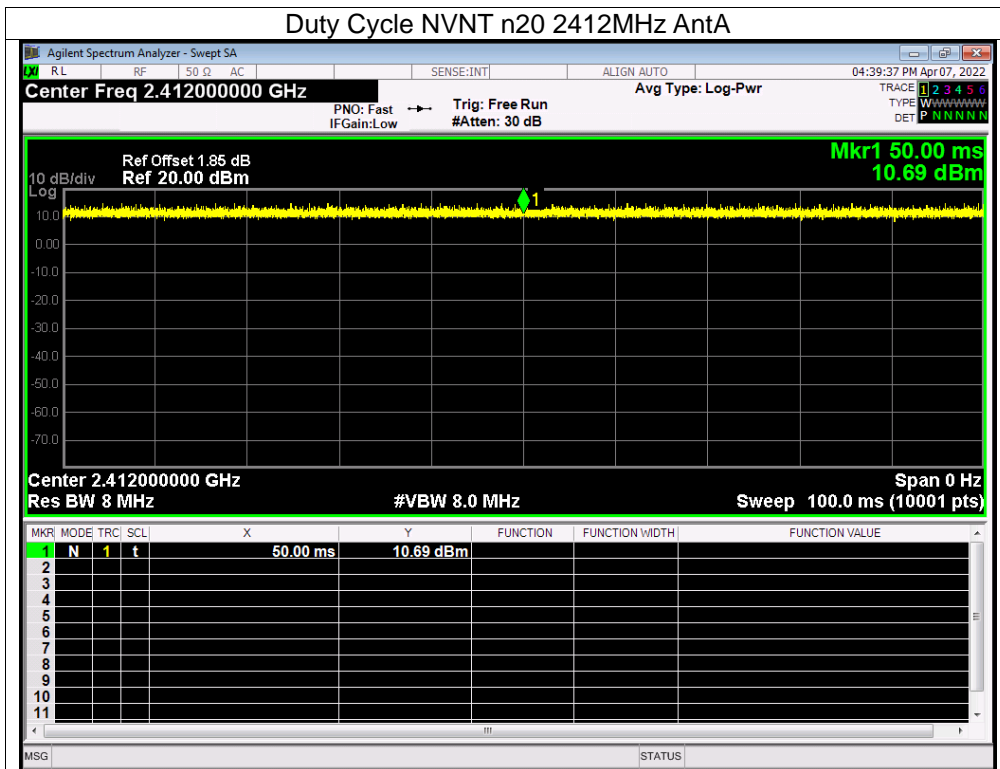 Duty Cycle NVNT n20 2412MHz AntA
Agilent Spectrum Analyzer - Swept SA
LXI RL RF 50 Ω AC SENSE:INT ALIGN AUTO 04:39:37 PM Apr 07, 2022
Center Freq 2.412000000 GHz Avg Type: Log-Pwr TRACE 1 2 3 4 5 6
PNO: Fast Trig: Free Run TYPE WWWWWW
IFGain:Low #Atten: 30 dB DET P N N N N N
Mkr1 50.00 ms
Ref Offset 1.85 dB
10 dB/div Ref 20.00 dBm 10.69 dBm
Log
1
10.0
0.00
-10.0
-20.0
-30.0
-40.0
-50.0
-60.0
-70.0
Center 2.412000000 GHz Span 0 Hz
Res BW 8 MHz #VBW 8.0 MHz Sweep 100.0 ms (10001 pts)
MKR MODE TRC SCL X Y FUNCTION FUNCTION WIDTH FUNCTION VALUE
1 N 1 t 50.00 ms 10.69 dBm
2
3
4
5
6
7
8
9
10
11
MSG STATUS